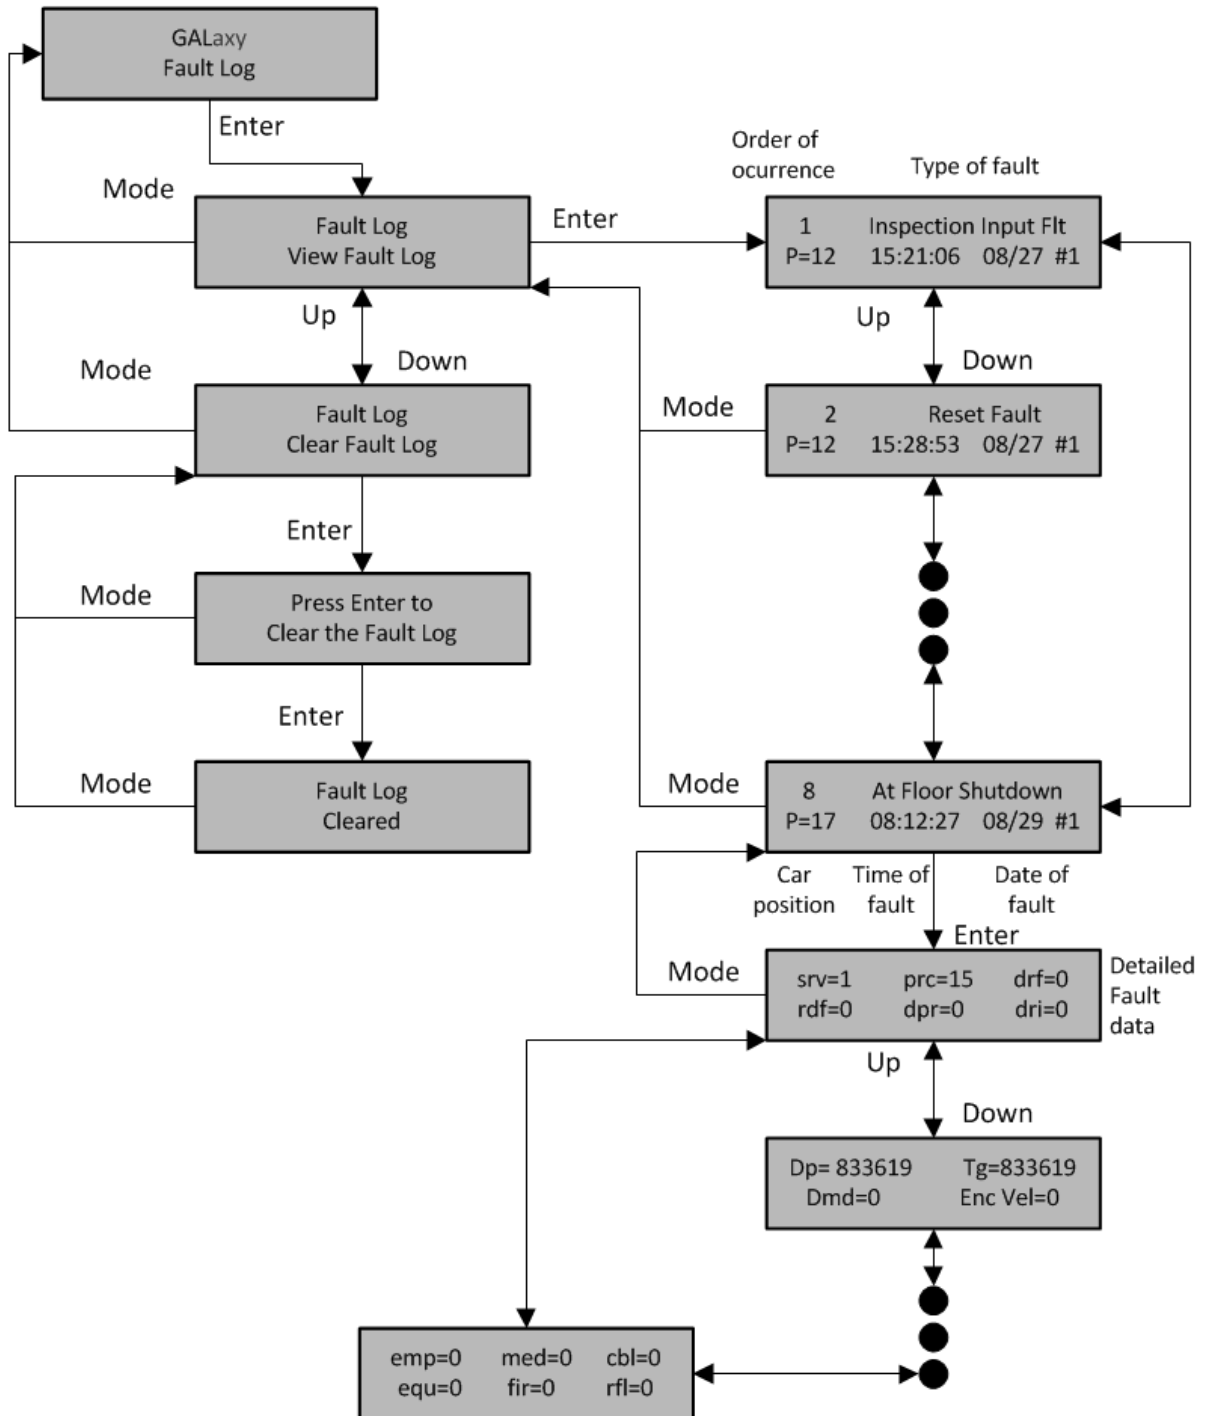 GALaxy
Fault Log
Enter
Order of
ocurrence
Type of fault
Mode
Fault Log
View Fault Log
Enter
1 Inspection Input Flt
P=12 15:21:06 08/27 #1
Up
Down
Up
Down
Mode
Fault Log
Clear Fault Log
Mode
2 Reset Fault
P=12 15:28:53 08/27 #1
Enter
Mode
Press Enter to
Clear the Fault Log
Enter
Mode
Fault Log
Cleared
Mode
8 At Floor Shutdown
P=17 08:12:27 08/29 #1
Car
position
Time of
fault
Date of
fault
Enter
Mode
srv=1 prc=15 drf=0
rdf=0 dpr=0 dri=0
Detailed
Fault
data
Up
Down
Dp= 833619 Tg=833619
Dmd=0 Enc Vel=0
emp=0 med=0 cbl=0
equ=0 fir=0 rfl=0